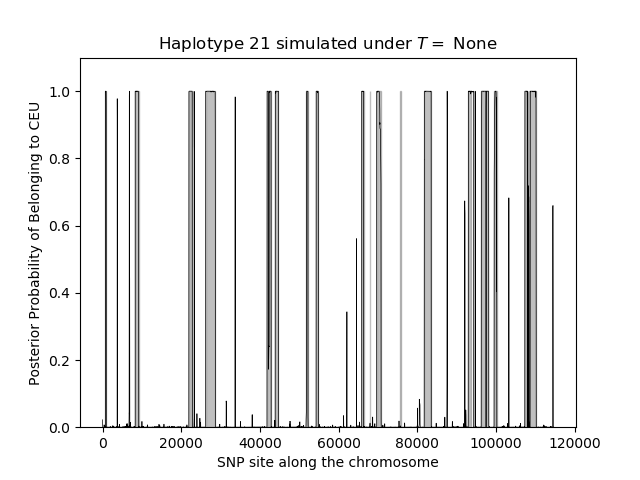 Haplotype 21 simulated under T = None
Posterior Probability of Belonging to CEU
1.0
0.8
0.6
0.4
0.2
0.0
0 20000 40000 60000 80000 100000 120000
SNP site along the chromosome